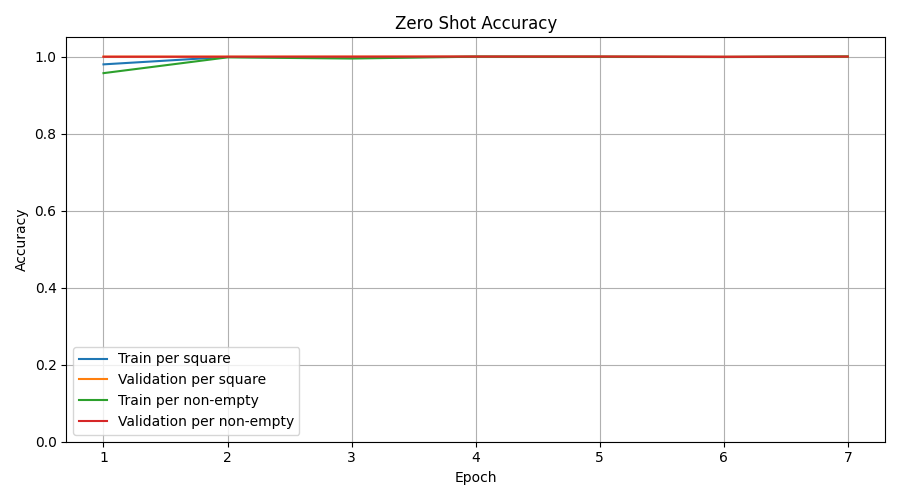 Zero Shot Accuracy
Accuracy
1.0
0.8
0.6
0.4
0.2
0.0
Train per square
Validation per square
Train per non-empty
Validation per non-empty
1 2 3 4 5 6 7
Epoch